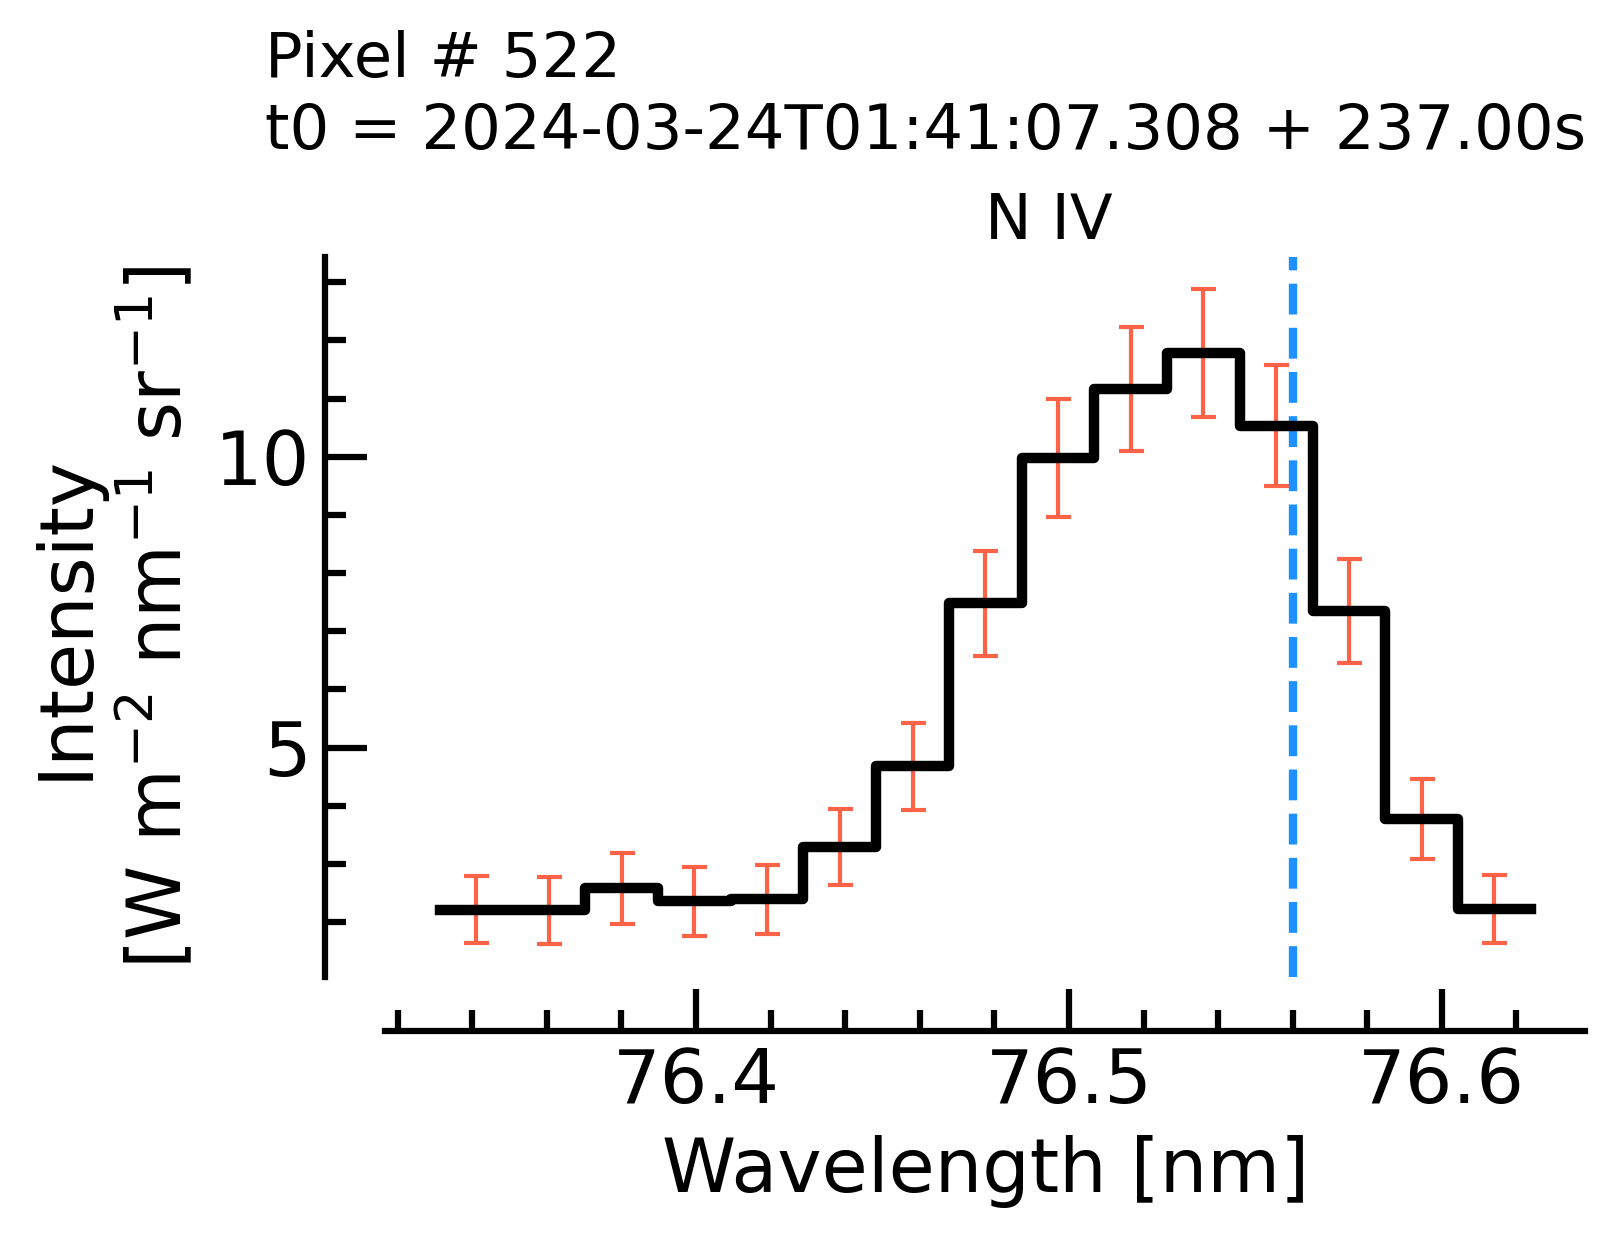 Pixel # 522
t0 = 2024-03-24T01:41:07.308 + 237.00s
N IV
Intensity
[W m⁻² nm⁻¹ sr⁻¹]
10
5
76.4 76.5 76.6
Wavelength [nm]